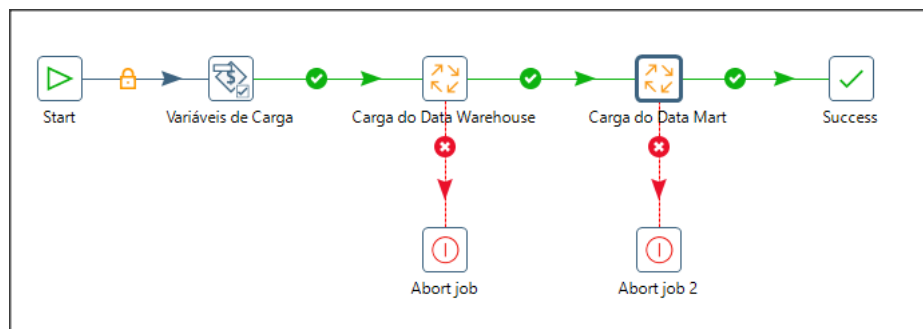 Start
Variáveis de Carga
Carga do Data Warehouse
Carga do Data Mart
Success
Abort job
Abort job 2